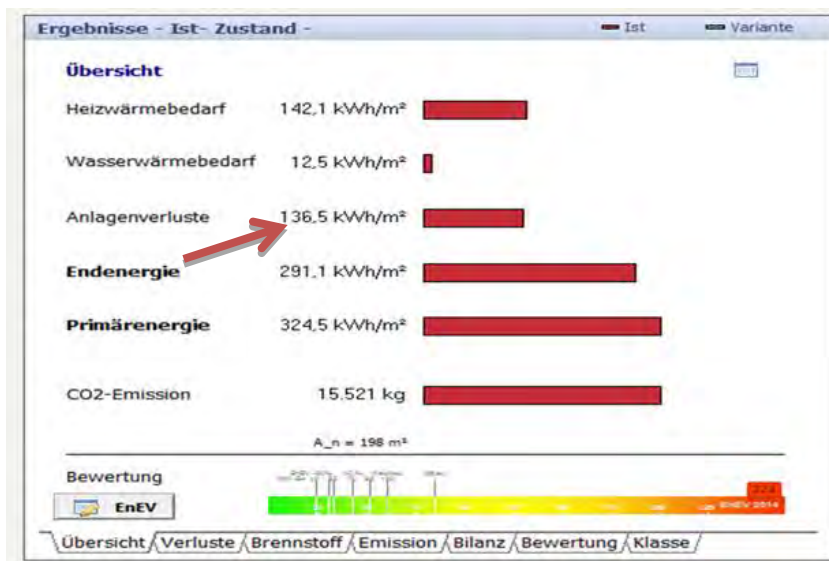 Ergebnisse - Ist- Zustand - Ist Variante
Übersicht
Heizwärmebedarf 142,1 kWh/m²
Wasserwärmebedarf 12,5 kWh/m²
Anlagenverluste 136,5 kWh/m²
Endenergie 291,1 kWh/m²
Primärenergie 324,5 kWh/m²
CO2-Emission 15.521 kg
A_n = 198 m²
Bewertung
324
EnEV EnEV 2014
Übersicht Verluste Brennstoff Emission Bilanz Bewertung Klasse